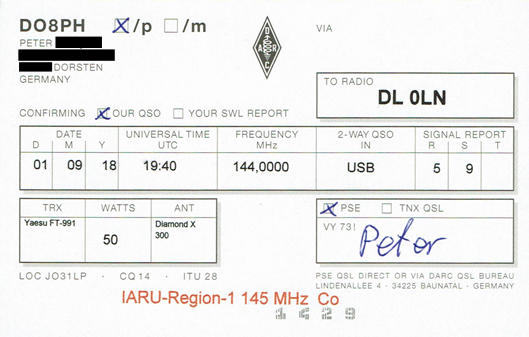 DO8PH /p /m VIA
PETER
DORSTEN
GERMANY
DARC
TO RADIO
DL 0LN
CONFIRMING OUR QSO YOUR SWL REPORT
DATE UNIVERSAL TIME FREQUENCY 2-WAY QSO SIGNAL REPORT
D M Y UTC MHz IN R S T
01 09 18 19:40 144,0000 USB 5 9
TRX WATTS ANT
Yaesu FT-991 50 Diamond X
300
PSE TNX QSL
VY 73!
Peter
LOC JO31LP · CQ 14 · ITU 28
PSE QSL DIRECT OR VIA DARC QSL BUREAU
LINDENALLEE 4 - 34225 BAUNATAL - GERMANY
IARU-Region-1 145 MHz Co
1429